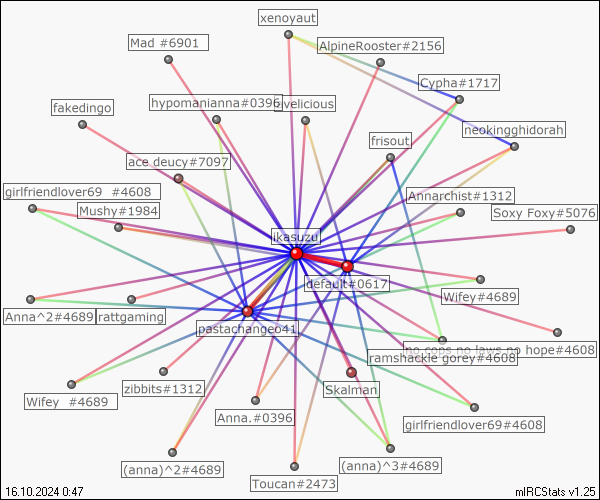 xenoyaut
Mad #6901
AlpineRooster#2156
Cypha#1717
fakedingo
hypomanianna#0396
elvelicious
neokingghidorah
frisout
ace deucy#7097
girlfriendlover69 #4608
Annarchist#1312
Mushy#1984
Soxy Foxy#5076
ikasuzu
default#0617
Wifey#4689
Anna^2#4689
rattgaming
pastachangeo41
no gops no laws no hope#4608
ramshackle gorey#4608
zibbits#1312
Skalman
Wifey #4689
Anna.#0396
girlfriendlover69#4608
(anna)^2#4689
(anna)^3#4689
Toucan#2473
16.10.2024 0:47
mIRCStats v1.25